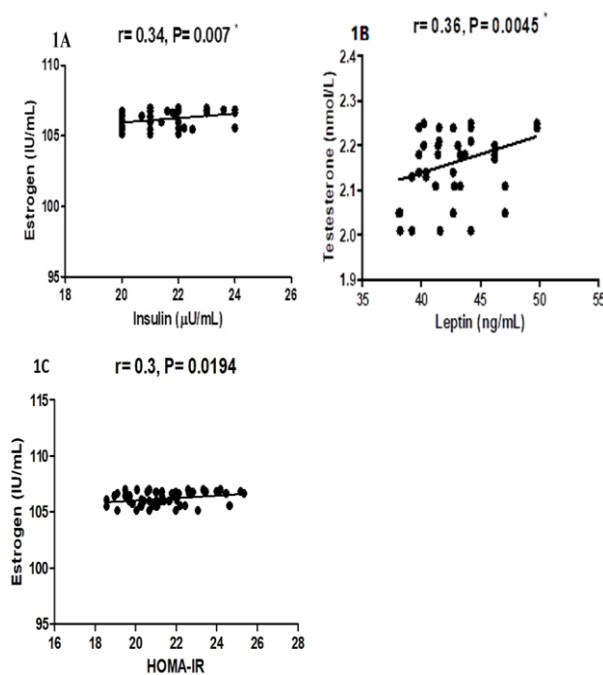 1A
r= 0.34, P= 0.007 *
110
105
100
95
Estrogen (IU/mL)
18 20 22 24 26
Insulin (μU/mL)
1B
r= 0.36, P= 0.0045 *
2.4
2.3
2.2
2.1
2.0
1.9
Testesterone (nmol/L)
35 40 45 50 55
Leptin (ng/mL)
1C
r= 0.3, P= 0.0194
115
110
105
100
95
Estrogen (IU/mL)
16 18 20 22 24 26 28
HOMA-IR